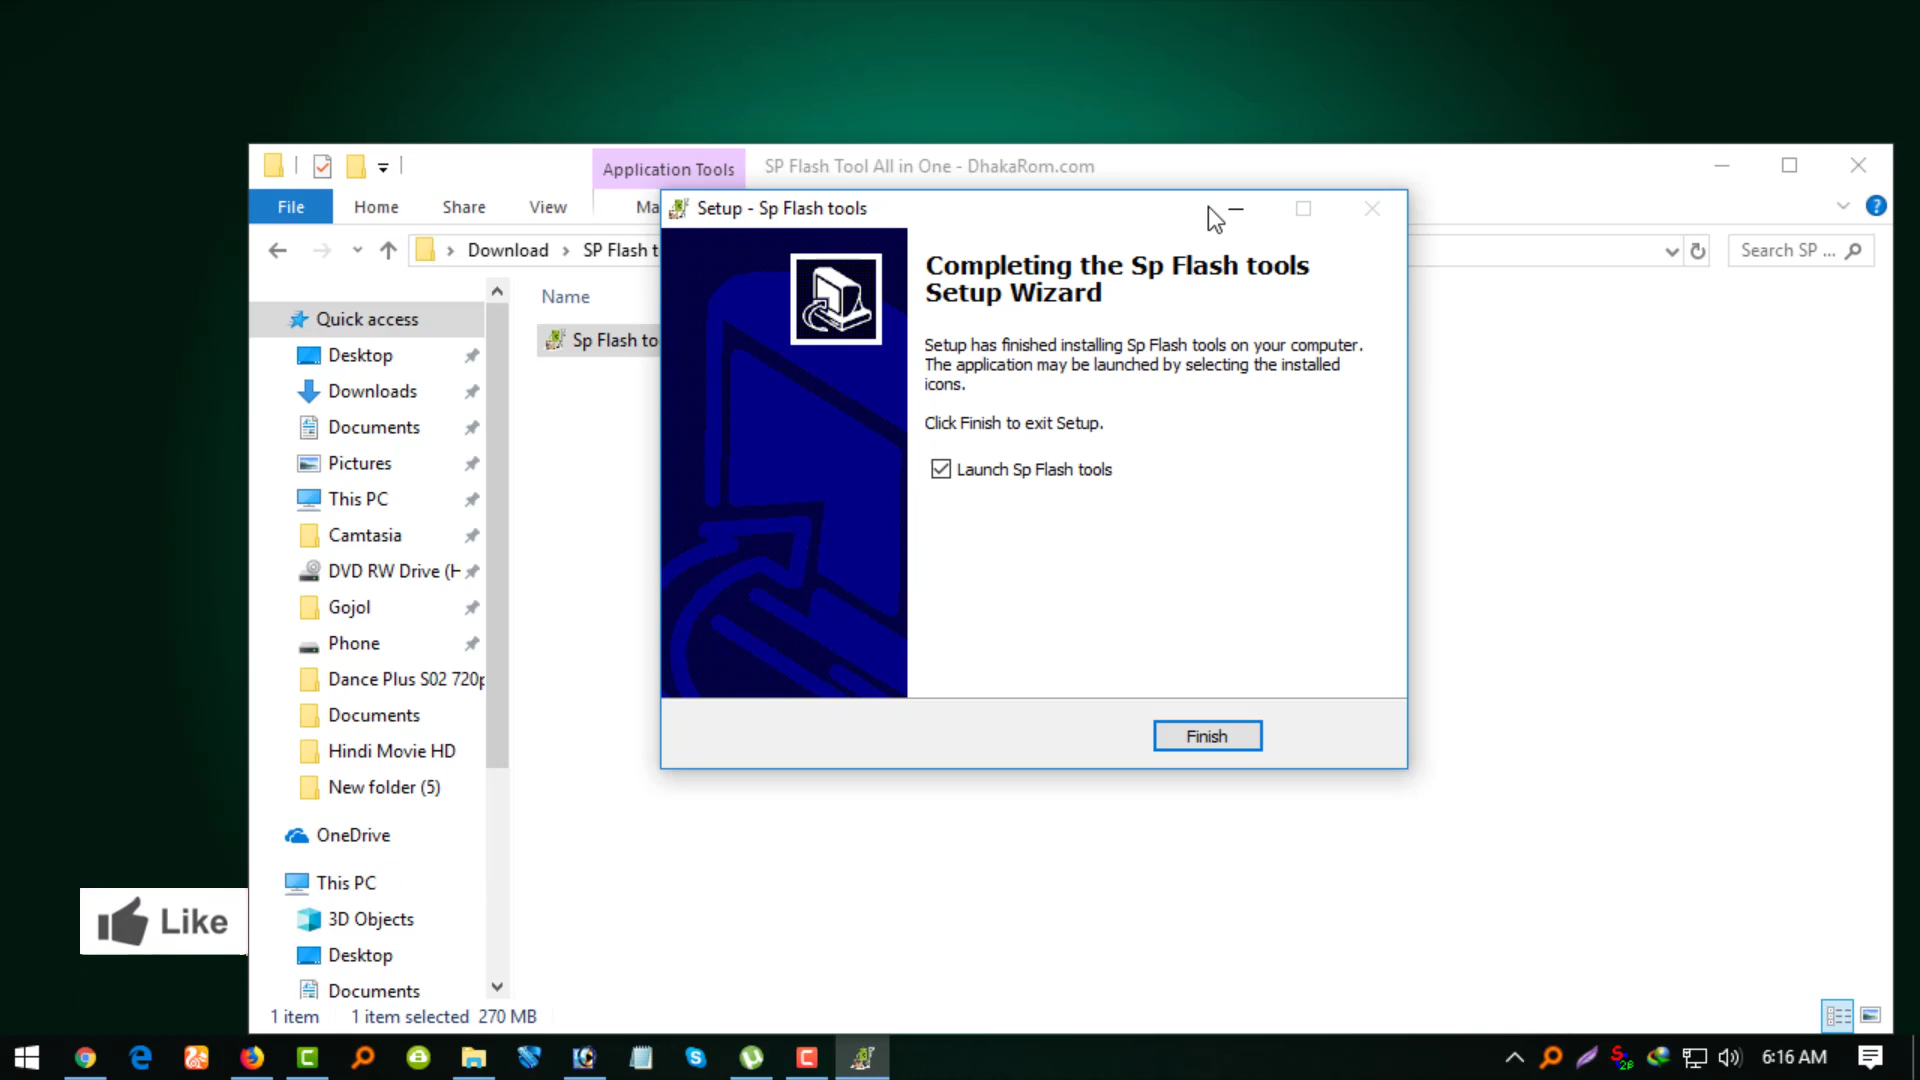 Application Tools
SP Flash Tool All in One - DhakaRom.com
File
Home
Share
View
Setup - Sp Flash tools
Download
SP Flash t
Search SP ...
Name
Sp Flash to
Quick access
Desktop
Downloads
Documents
Pictures
This PC
Camtasia
DVD RW Drive (H
Gojol
Phone
Dance Plus S02 720p
Documents
Hindi Movie HD
New folder (5)
OneDrive
This PC
3D Objects
Desktop
Documents
1 item
1 item selected 270 MB
Completing the Sp Flash tools
Setup Wizard
Setup has finished installing Sp Flash tools on your computer.
The application may be launched by selecting the installed
icons.
Click Finish to exit Setup.
Launch Sp Flash tools
Finish
Like
6:16 AM